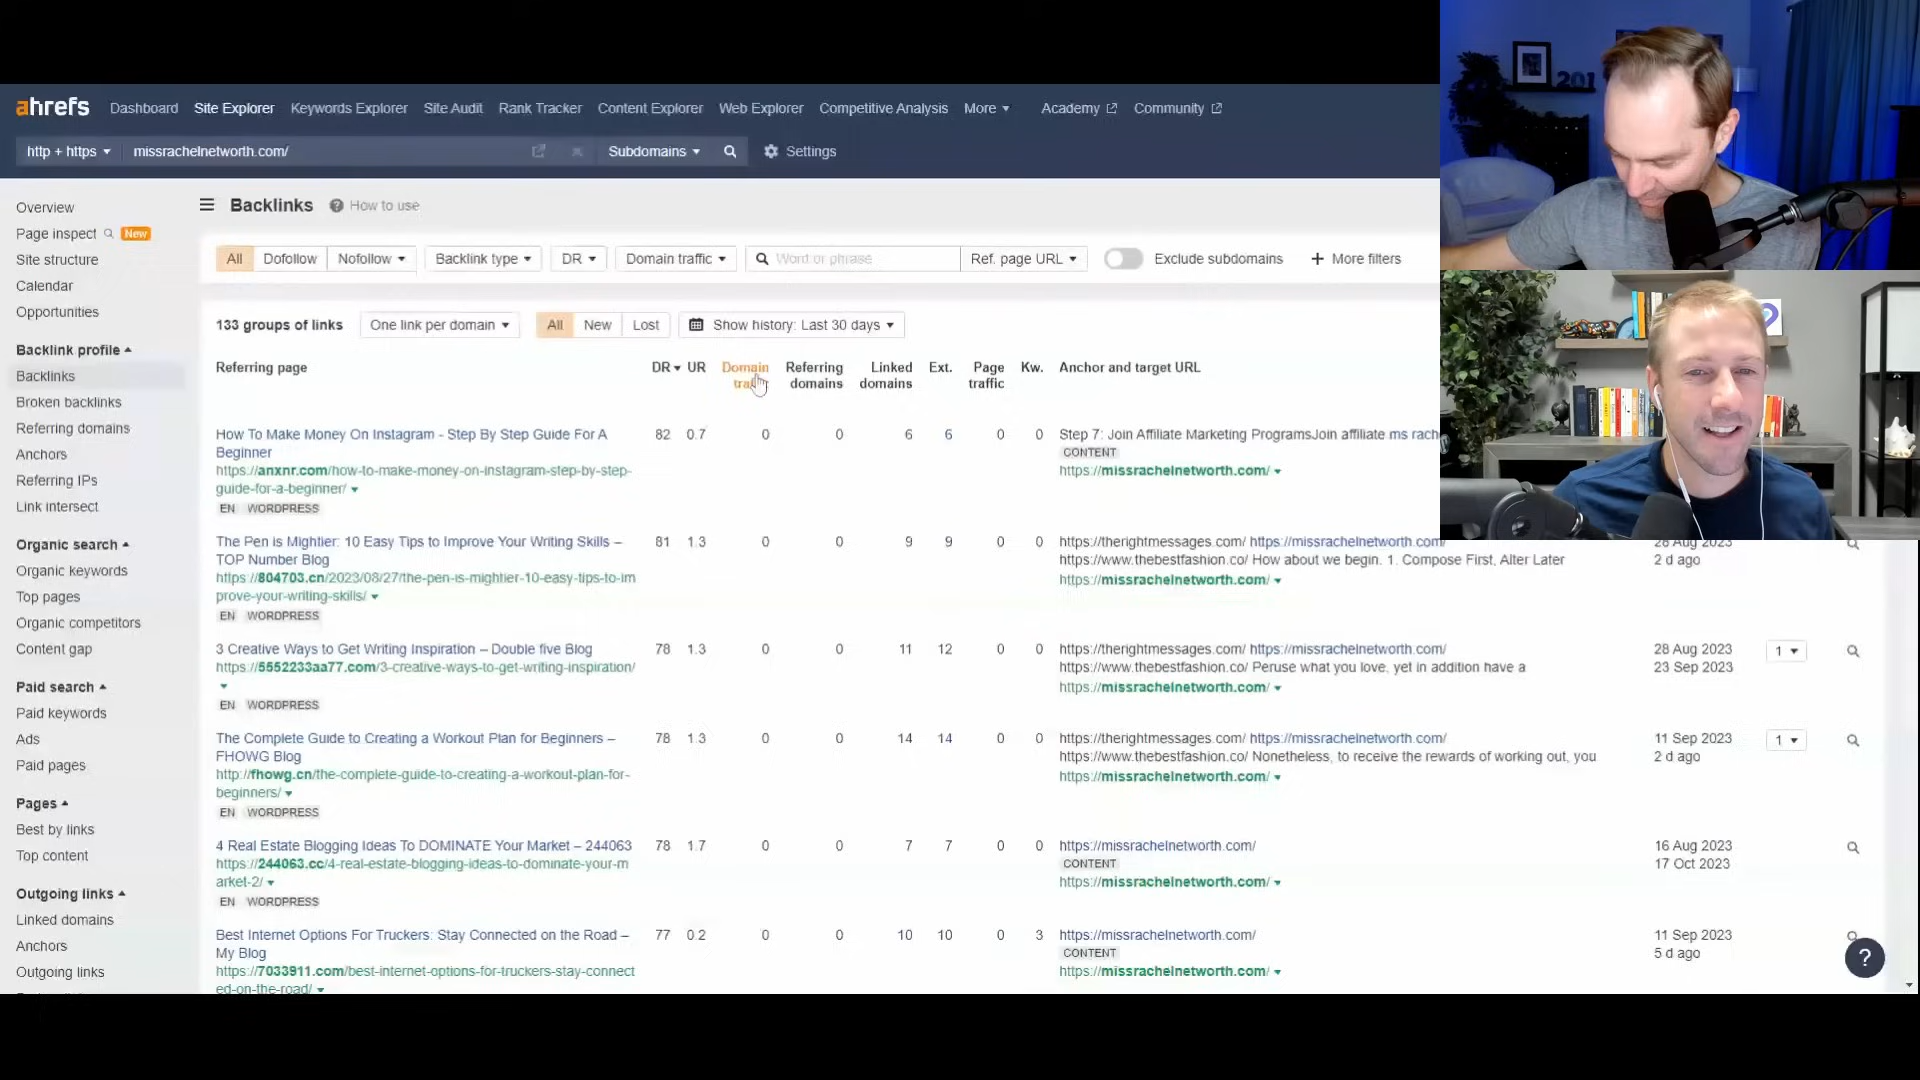 ahrefs Dashboard Site Explorer Keywords Explorer Site Audit Rank Tracker Content Explorer Web Explorer Competitive Analysis More Academy Community
http + https missrachelnetworth.com/ Subdomains Settings
Overview
Page inspect New
Site structure
Calendar
Opportunities
Backlink profile
Backlinks
Broken backlinks
Referring domains
Anchors
Referring IPs
Link intersect
Organic search
Organic keywords
Top pages
Organic competitors
Content gap
Paid search
Paid keywords
Ads
Paid pages
Pages
Best by links
Top content
Outgoing links
Linked domains
Anchors
Outgoing links
Backlinks ? How to use
All Dofollow Nofollow Backlink type DR Domain traffic Word or phrase Ref. page URL Exclude subdomains + More filters
133 groups of links One link per domain All New Lost Show history: Last 30 days
Referring page DR UR Domain Referring domains Linked domains Ext. Page traffic Kw. Anchor and target URL
How To Make Money On Instagram - Step By Step Guide For A 82 0.7 0 0 6 6 0 0 Step 7: Join Affiliate Marketing ProgramsJoin affiliate ms rach
Beginner CONTENT
https://anxnr.com/how-to-make-money-on-instagram-step-by-step- https://missrachelnetworth.com/
guide-for-a-beginner/
EN WORDPRESS
The Pen is Mightier: 10 Easy Tips to Improve Your Writing Skills – 81 1.3 0 0 9 9 0 0 https://therightmessages.com/ https://missrachelnetworth.com/ 26 Aug 2023
TOP Number Blog https://www.thebestfashion.co/ How about we begin. 1. Compose First, Alter Later 2 d ago
https://804703.cn/2023/08/27/the-pen-is-mightier-10-easy-tips-to-im https://missrachelnetworth.com/
prove-your-writing-skills/
EN WORDPRESS
3 Creative Ways to Get Writing Inspiration – Double five Blog 78 1.3 0 0 11 12 0 0 https://therightmessages.com/ https://missrachelnetworth.com/ 28 Aug 2023 1
https://5552233aa77.com/3-creative-ways-to-get-writing-inspiration/ https://www.thebestfashion.co/ Peruse what you love, yet in addition have a 23 Sep 2023
https://missrachelnetworth.com/
EN WORDPRESS
The Complete Guide to Creating a Workout Plan for Beginners – 78 1.3 0 0 14 14 0 0 https://therightmessages.com/ https://missrachelnetworth.com/ 11 Sep 2023 1
FHOWG Blog https://www.thebestfashion.co/ Nonetheless, to receive the rewards of working out, you 2 d ago
http://fhowg.cn/the-complete-guide-to-creating-a-workout-plan-for- https://missrachelnetworth.com/
beginners/
EN WORDPRESS
4 Real Estate Blogging Ideas To DOMINATE Your Market – 244063 78 1.7 0 0 7 7 0 0 https://missrachelnetworth.com/ 16 Aug 2023
https://244063.cc/4-real-estate-blogging-ideas-to-dominate-your-m CONTENT 17 Oct 2023
arket-2/ https://missrachelnetworth.com/
EN WORDPRESS
Best Internet Options For Truckers: Stay Connected on the Road – 77 0.2 0 0 10 10 0 3 https://missrachelnetworth.com/ 11 Sep 2023
My Blog CONTENT 5 d ago
https://7033911.com/best-internet-options-for-truckers-stay-connect https://missrachelnetworth.com/
ed-on-the-road/
?
201